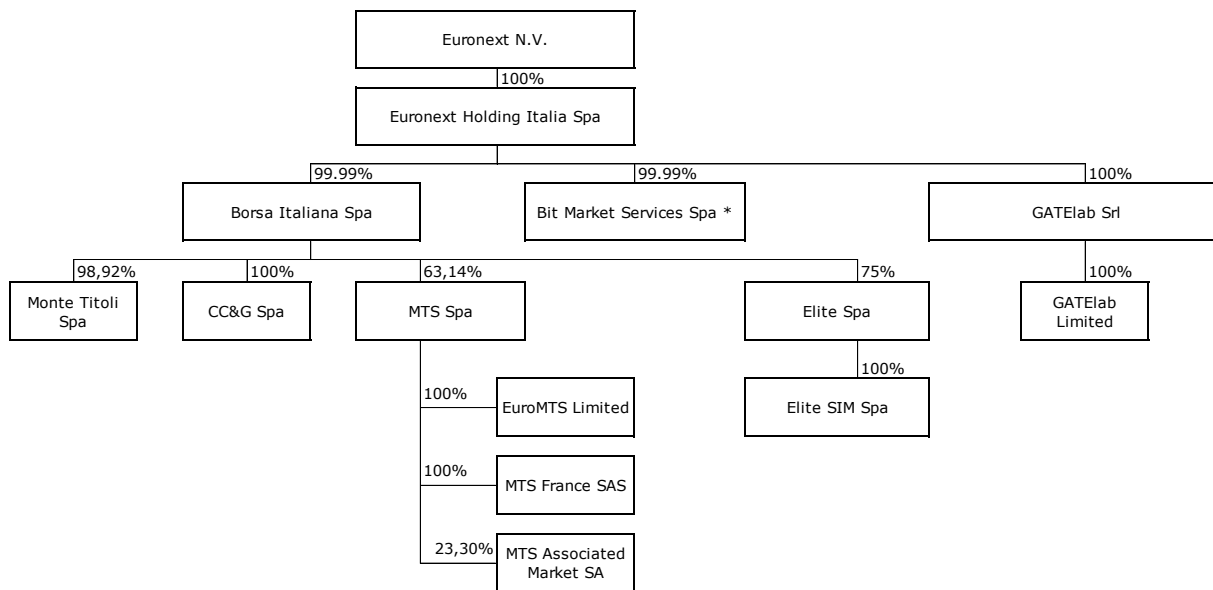 Euronext N.V.
100%
Euronext Holding Italia Spa
99.99%
99.99%
100%
Borsa Italiana Spa
Bit Market Services Spa *
GATElab Srl
98,92%
100%
63,14%
75%
100%
Monte Titoli
Spa
CC&G Spa
MTS Spa
Elite Spa
GATElab
Limited
100%
100%
EuroMTS Limited
Elite SIM Spa
100%
MTS France SAS
23,30%
MTS Associated
Market SA